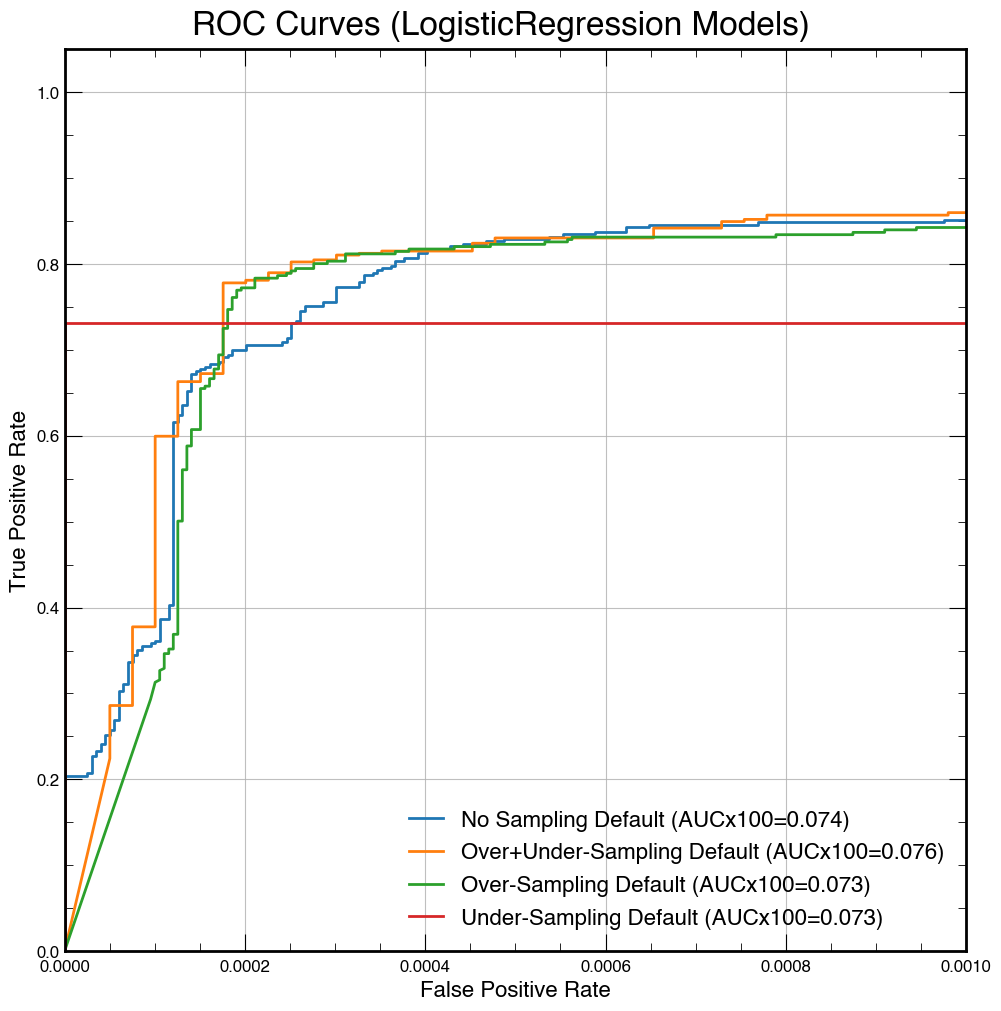 ROC Curves (LogisticRegression Models)
1.0
0.8
0.6
0.4
0.2
0.0
True Positive Rate
No Sampling Default (AUCx100=0.074)
Over+Under-Sampling Default (AUCx100=0.076)
Over-Sampling Default (AUCx100=0.073)
Under-Sampling Default (AUCx100=0.073)
0.0000 0.0002 0.0004 0.0006 0.0008 0.0010
False Positive Rate